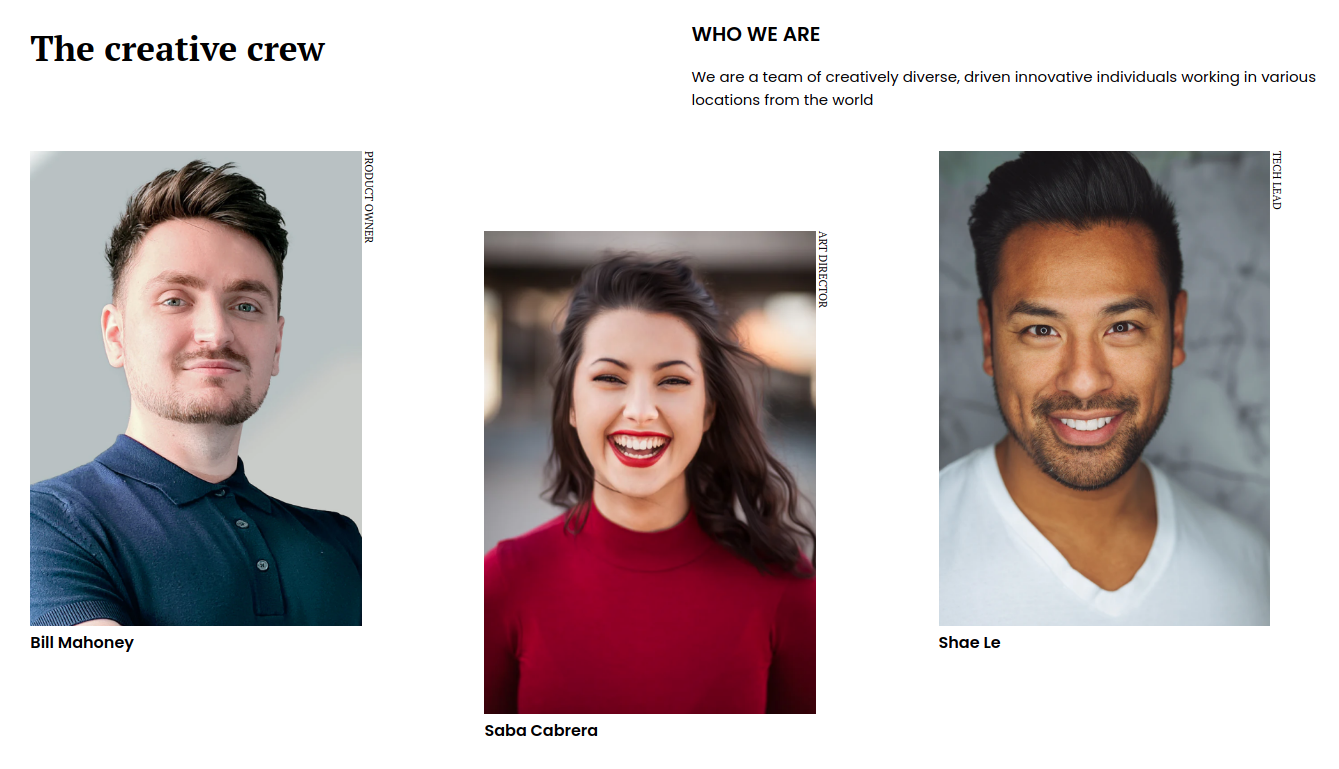 The creative crew
WHO WE ARE
We are a team of creatively diverse, driven innovative individuals working in various
locations from the world
PRODUCT OWNER
Bill Mahoney
ART DIRECTOR
Saba Cabrera
TECH LEAD
Shae Le